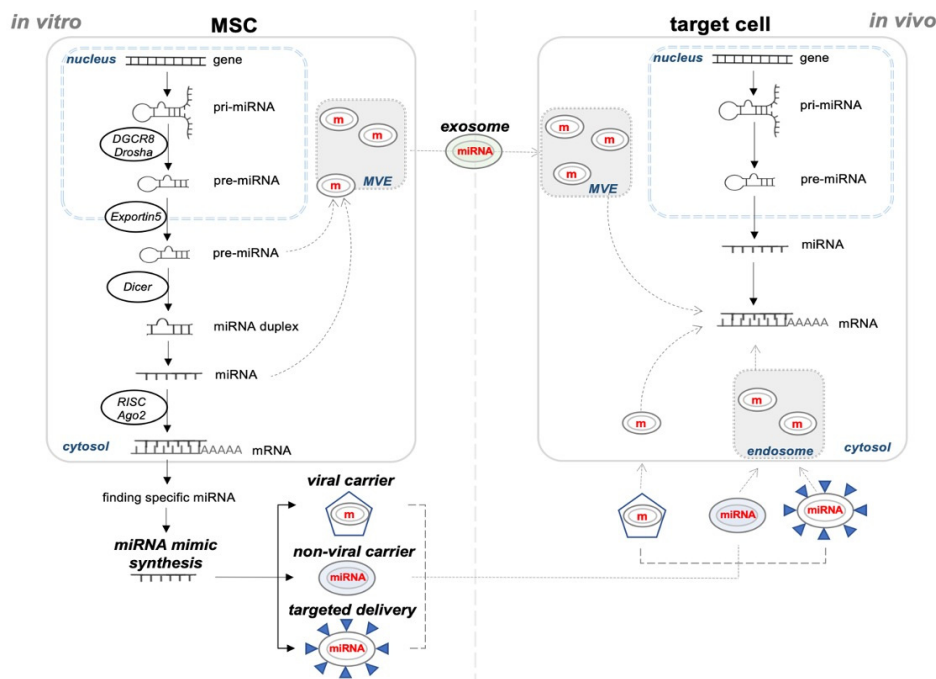 in vitro
MSC
target cell
in vivo
nucleus
gene
pri-miRNA
DGCR8
Drosha
pre-miRNA
Exportin5
pre-miRNA
Dicer
miRNA duplex
miRNA
RISC
Ago2
cytosol
mRNA
AAAAA
m
m
m
MVE
exosome
miRNA
m
m
m
MVE
nucleus
gene
pri-miRNA
pre-miRNA
miRNA
AAAAA
mRNA
m
m
m
endosome
cytosol
finding specific miRNA
miRNA mimic
synthesis
viral carrier
m
non-viral carrier
miRNA
targeted delivery
miRNA
m
miRNA
miRNA